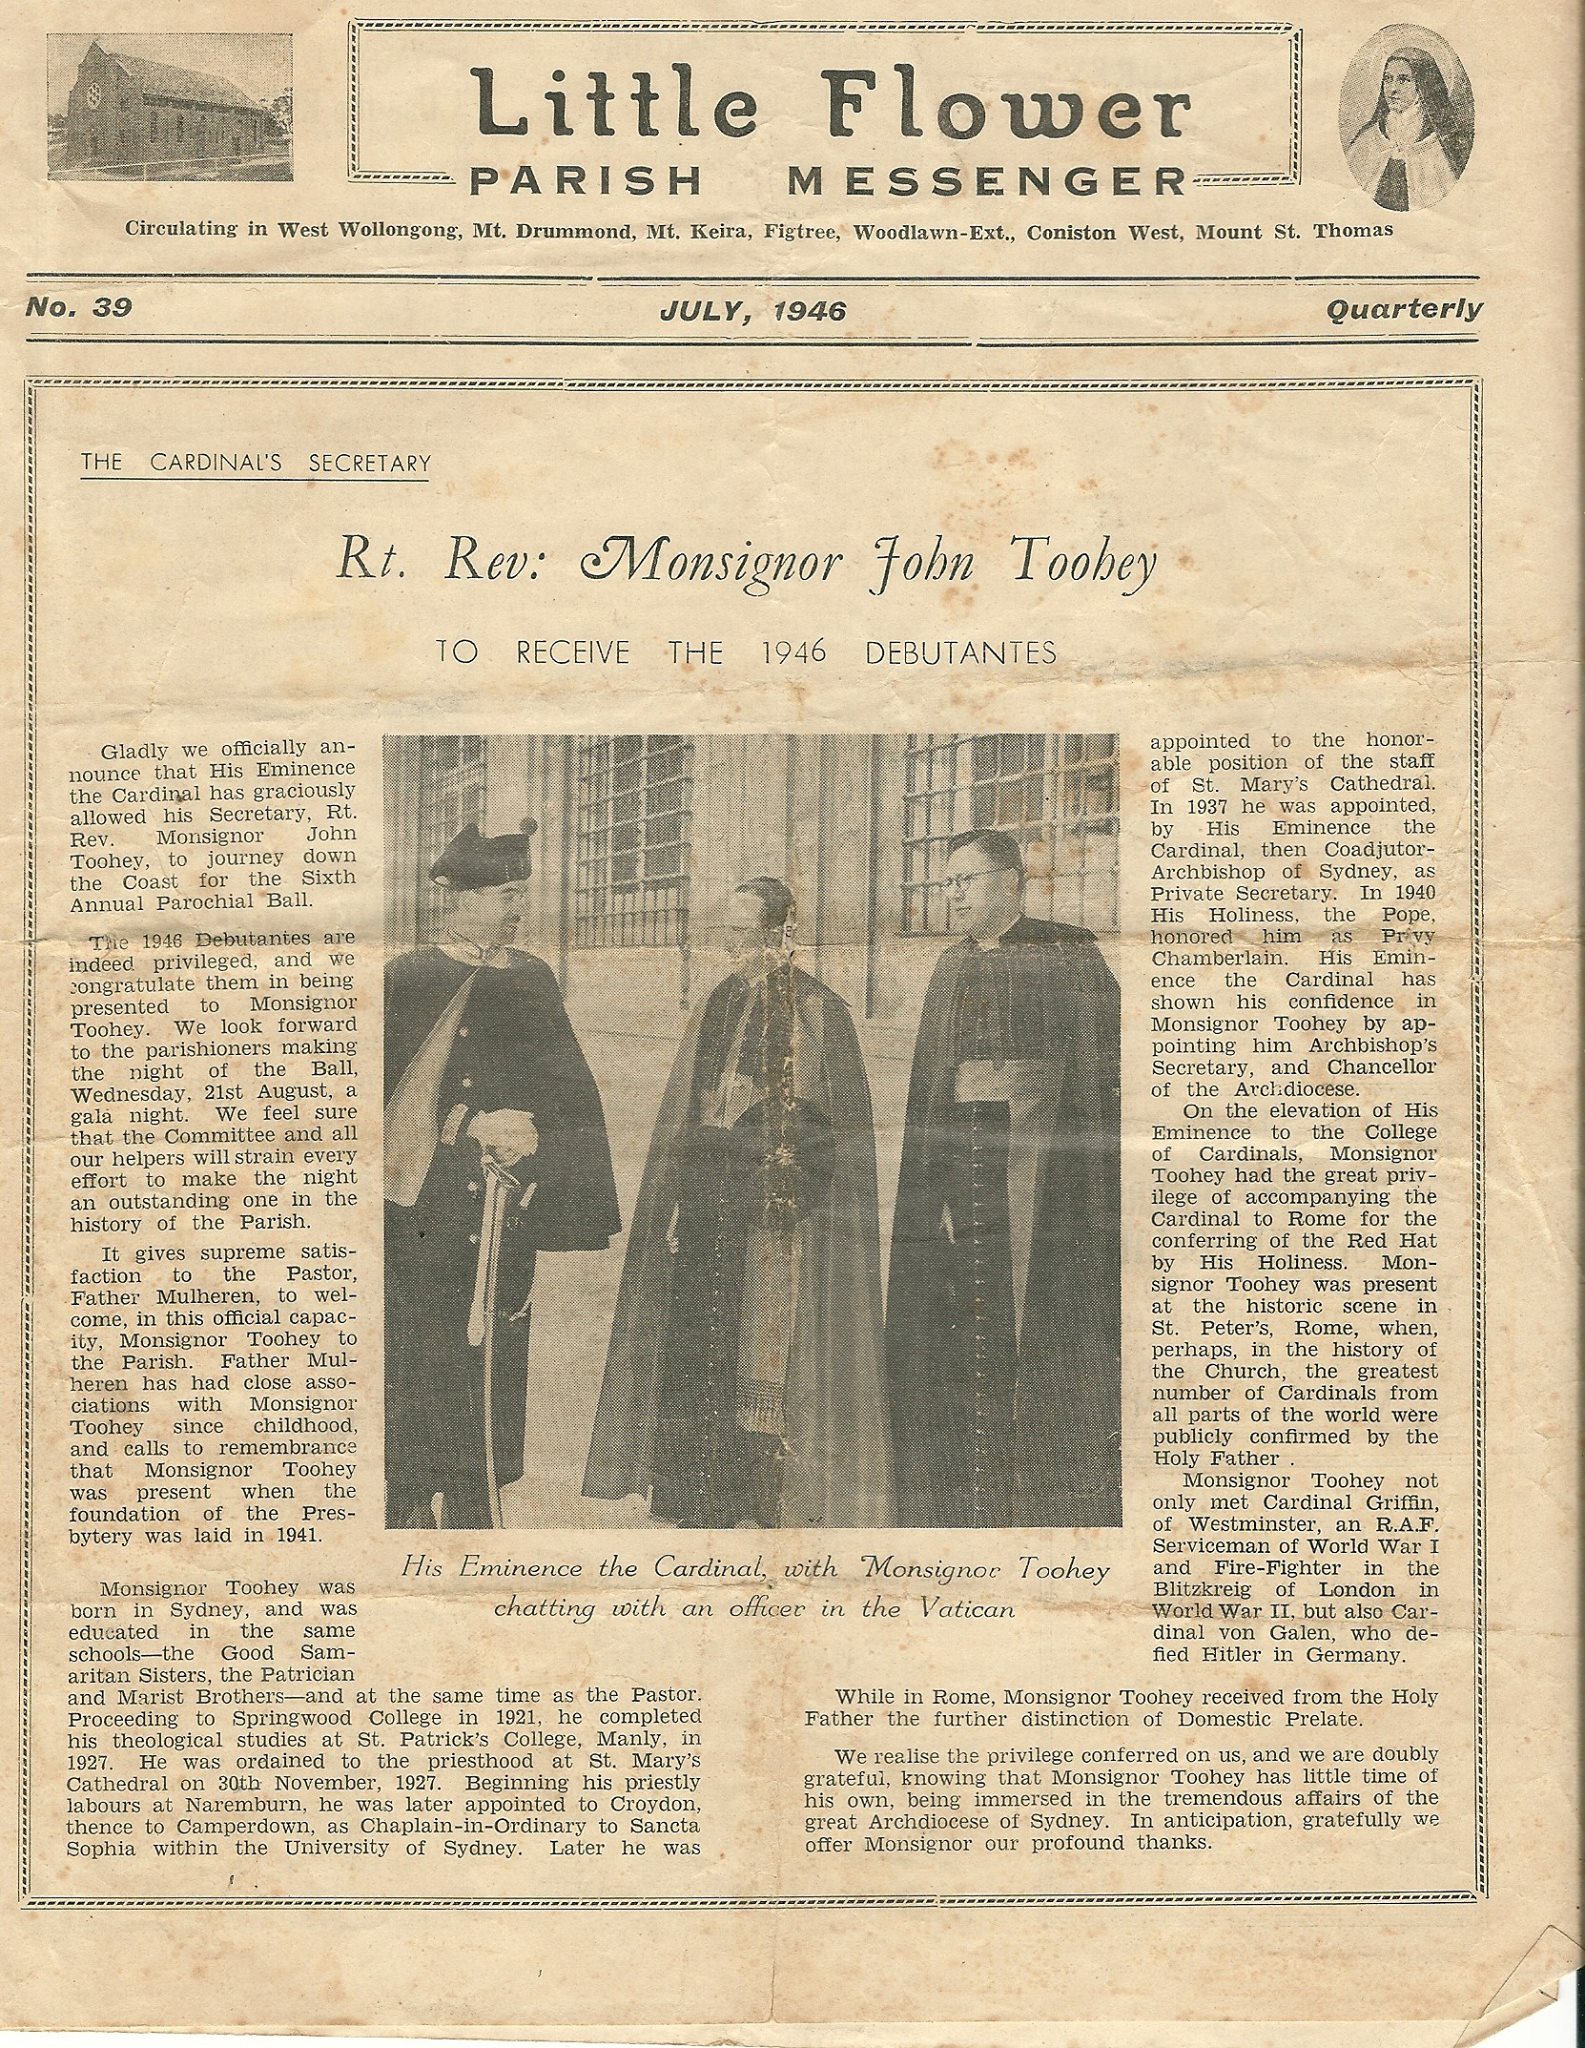 Little Flower
PARISH MESSENGER
Circulating in West Wollongong, Mt. Drummond, Mt. Keira, Figtree, Woodlawn-Ext., Coniston West, Mount St. Thomas
No. 39 JULY, 1946 Quarterly
THE CARDINAL'S SECRETARY
Rt. Rev: Monsignor John Toohey
TO RECEIVE THE 1946 DEBUTANTES
Gladly we officially an-
nounce that His Eminence
the Cardinal has graciously
allowed his Secretary, Rt.
Rev. Monsignor John
Toohey, to journey down
the Coast for the Sixth
Annual Parochial Ball.
The 1946 Debutantes are
indeed privileged, and we
congratulate them in being
presented to Monsignor
Toohey. We look forward
to the parishioners making
the night of the Ball,
Wednesday, 21st August, a
gala night. We feel sure
that the Committee and all
our helpers will strain every
effort to make the night
an outstanding one in the
history of the Parish.
It gives supreme satis-
faction to the Pastor,
Father Mulheren, to wel-
come, in this official capac-
ity, Monsignor Toohey to
the Parish. Father Mul-
heren has had close asso-
ciations with Monsignor
Toohey since childhood,
and calls to remembrance
that Monsignor Toohey
was present when the
foundation of the Pres-
bytery was laid in 1941.
Monsignor Toohey was
born in Sydney, and was
educated in the same
schools—the Good Sam-
aritan Sisters, the Patrician
and Marist Brothers—and at the same time as the Pastor.
Proceeding to Springwood College in 1921, he completed
his theological studies at St. Patrick's College, Manly, in
1927. He was ordained to the priesthood at St. Mary's
Cathedral on 30th November, 1927. Beginning his priestly
labours at Naremburn, he was later appointed to Croydon,
thence to Camperdown, as Chaplain-in-Ordinary to Sancta
Sophia within the University of Sydney. Later he was
His Eminence the Cardinal, with Monsignor Toohey
chatting with an officer in the Vatican
appointed to the honor-
able position of the staff
of St. Mary's Cathedral.
In 1937 he was appointed,
by His Eminence the
Cardinal, then Coadjutor-
Archbishop of Sydney, as
Private Secretary. In 1940
His Holiness, the Pope,
honored him as Privy
Chamberlain. His Emin-
ence the Cardinal has
shown his confidence in
Monsignor Toohey by ap-
pointing him Archbishop's
Secretary, and Chancellor
of the Archdiocese.
On the elevation of His
Eminence to the College
of Cardinals, Monsignor
Toohey had the great priv-
ilege of accompanying the
Cardinal to Rome for the
conferring of the Red Hat
by His Holiness. Mon-
signor Toohey was present
at the historic scene in
St. Peter's, Rome, when,
perhaps, in the history of
the Church, the greatest
number of Cardinals from
all parts of the world were
publicly confirmed by the
Holy Father .
Monsignor Toohey not
only met Cardinal Griffin,
of Westminster, an R.A.F.
Serviceman of World War I
and Fire-Fighter in the
Blitzkreig of London in
World War II, but also Car-
dinal von Galen, who de-
fied Hitler in Germany.
While in Rome, Monsignor Toohey received from the Holy
Father the further distinction of Domestic Prelate.
We realise the privilege conferred on us, and we are doubly
grateful, knowing that Monsignor Toohey has little time of
his own, being immersed in the tremendous affairs of the
great Archdiocese of Sydney. In anticipation, gratefully we
offer Monsignor our profound thanks.